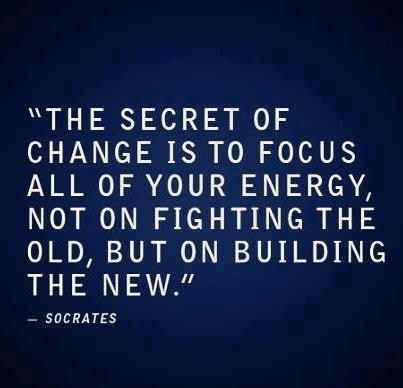 "THE SECRET OF
CHANGE IS TO FOCUS
ALL OF YOUR ENERGY,
NOT ON FIGHTING THE
OLD, BUT ON BUILDING
THE NEW."
— SOCRATES